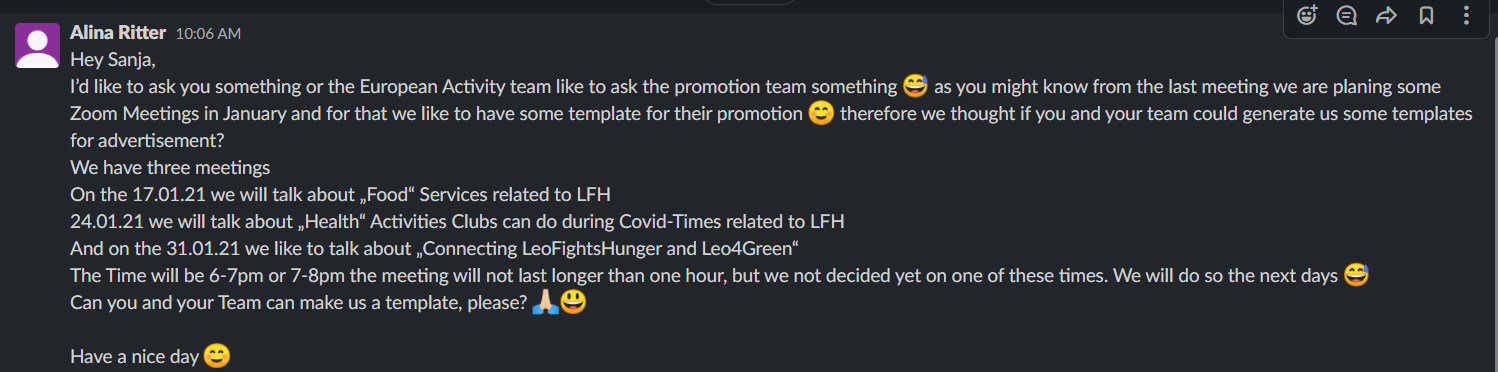 Alina Ritter 10:06 AM
Hey Sanja,
I'd like to ask you something or the European Activity team like to ask the promotion team something 😅 as you might know from the last meeting we are planing some
Zoom Meetings in January and for that we like to have some template for their promotion 😊 therefore we thought if you and your team could generate us some templates
for advertisement?
We have three meetings
On the 17.01.21 we will talk about „Food“ Services related to LFH
24.01.21 we will talk about „Health“ Activities Clubs can do during Covid-Times related to LFH
And on the 31.01.21 we like to talk about „Connecting LeoFightsHunger and Leo4Green“
The Time will be 6-7pm or 7-8pm the meeting will not last longer than one hour, but we not decided yet on one of these times. We will do so the next days 😅
Can you and your Team can make us a template, please? 🙏🏼😃
Have a nice day 😊